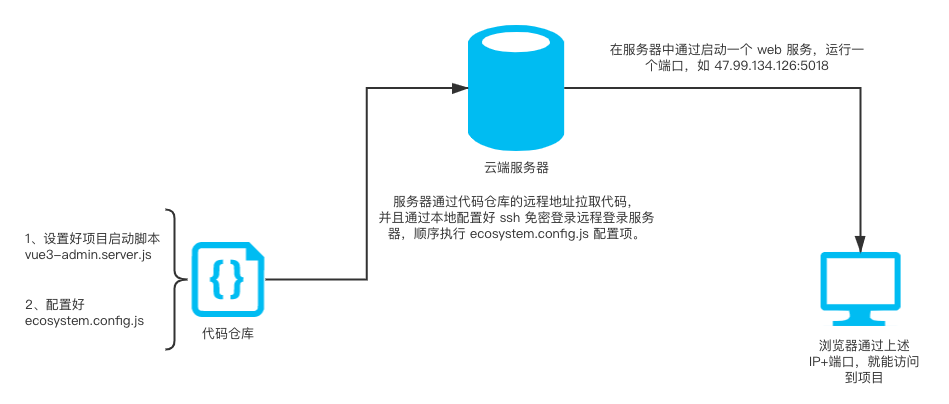 在服务器中通过启动一个 web 服务，运行一
个端口，如 47.99.134.126:5018
云端服务器
服务器通过代码仓库的远程地址拉取代码，
并且通过本地配置好 ssh 免密登录远程登录服务
器，顺序执行 ecosystem.config.js 配置项。
1、设置好项目启动脚本
vue3-admin.server.js
2、配置好
ecosystem.config.js
{}
代码仓库
浏览器通过上述
IP+端口，就能访问
到项目